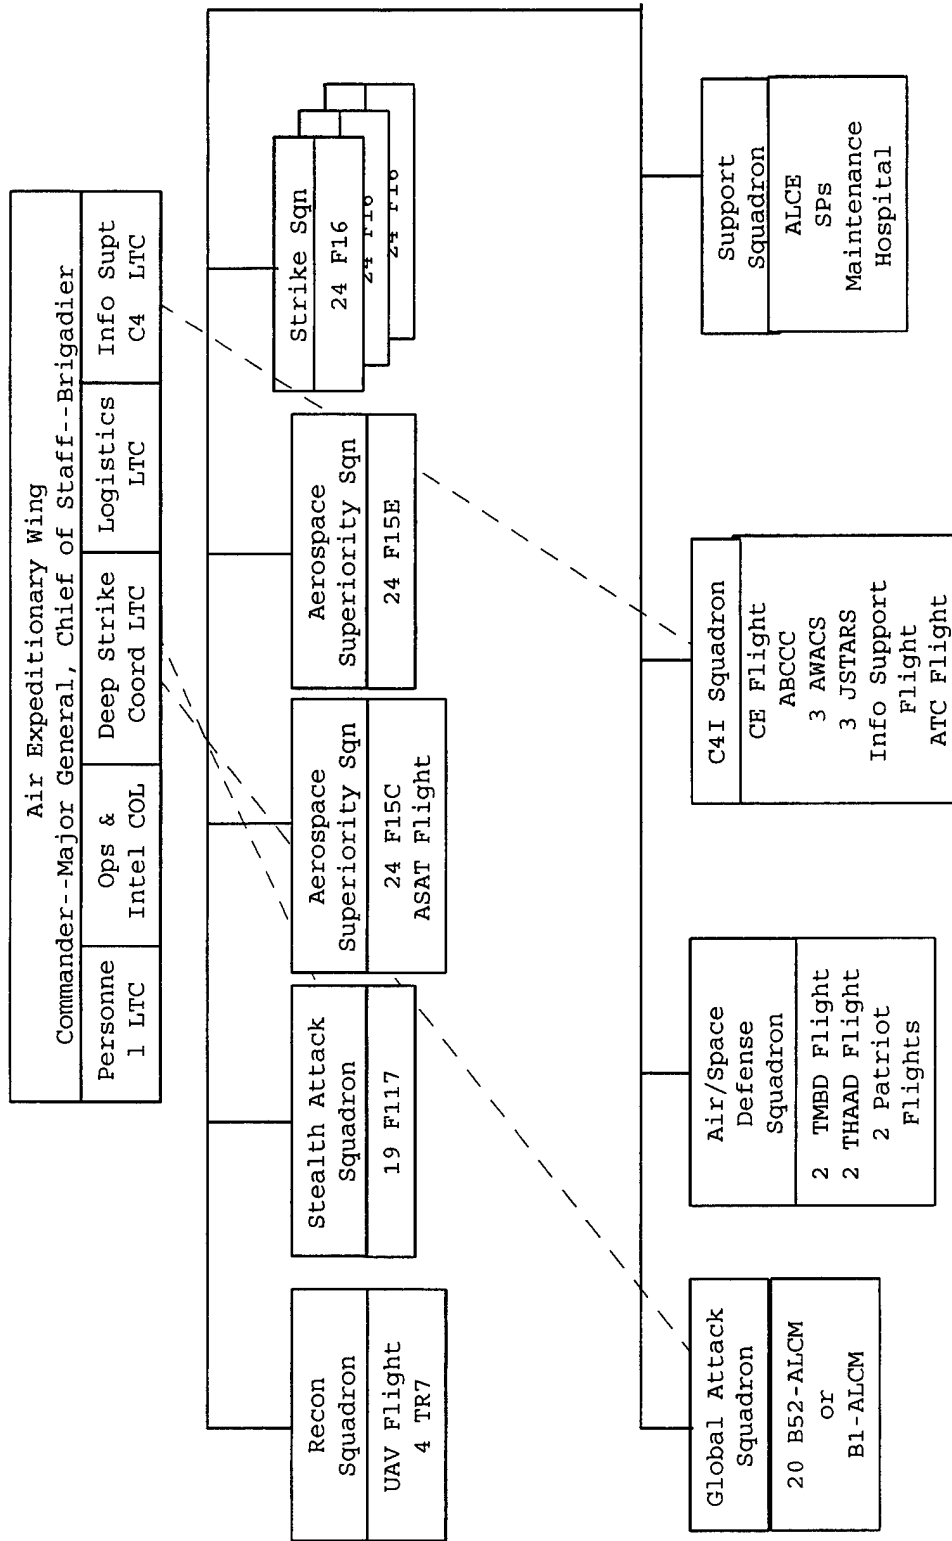 Air Expeditionary Wing
Commander--Major General, Chief of Staff--Brigadier
Personne
l LTC
Ops &
Intel COL
Deep Strike
Coord LTC
Logistics
LTC
Info Supt
C4 LTC
Recon
Squadron
UAV Flight
4 TR7
Stealth Attack
Squadron
19 F117
Aerospace
Superiority Sqn
24 F15C
ASAT Flight
Aerospace
Superiority Sqn
24 F15E
Strike Sqn
24 F16
24 F16
24 F16
Global Attack
Squadron
20 B52-ALCM
or
B1-ALCM
Air/Space
Defense
Squadron
2 TMBD Flight
2 THAAD Flight
2 Patriot
Flights
C4I Squadron
CE Flight
ABCCC
3 AWACS
3 JSTARS
Info Support
Flight
ATC Flight
Support
Squadron
ALCE
SPs
Maintenance
Hospital